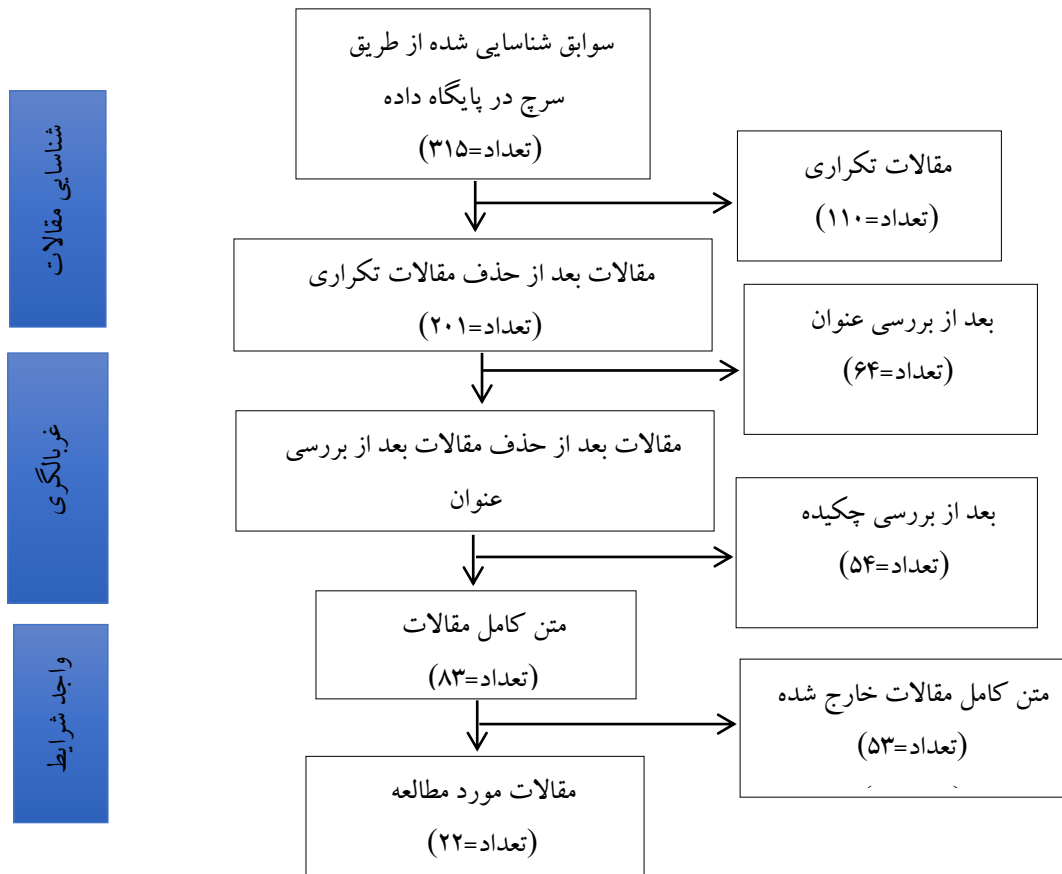 سوابق شناسایی شده از طریق
سرچ در پایگاه داده
(تعداد=۳۱۵)
شناسایی مقالات
مقالات تکراری
(تعداد=۱۱۰)
مقالات بعد از حذف مقالات تکراری
(تعداد=۲۰۱)
بعد از بررسی عنوان
(تعداد=۶۴)
غربالگری
مقالات بعد از حذف مقالات بعد از بررسی
عنوان
بعد از بررسی چکیده
(تعداد=۵۴)
متن کامل مقالات
(تعداد=۸۳)
واجد شرایط
متن کامل مقالات خارج شده
(تعداد=۵۳)
مقالات مورد مطالعه
(تعداد=۲۲)